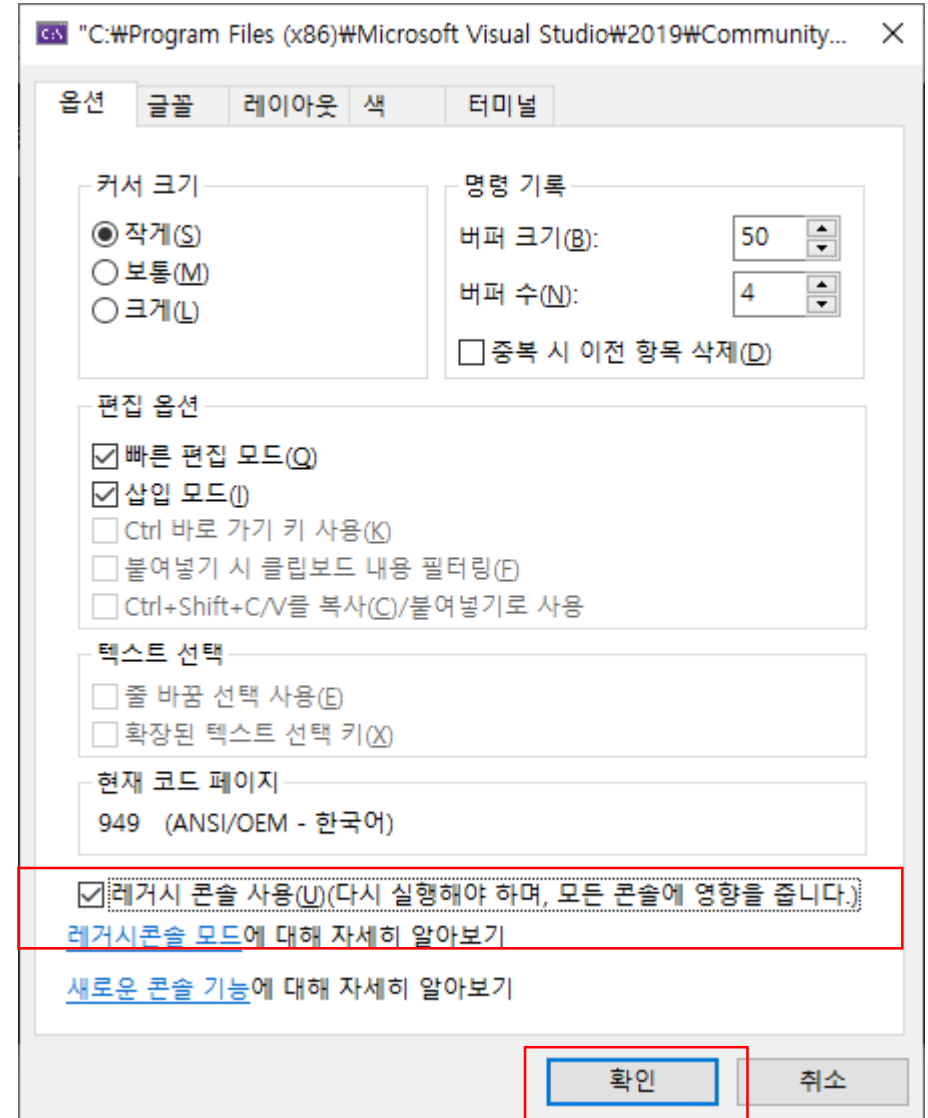 "C:₩Program Files (x86)₩Microsoft Visual Studio₩2019₩Community...
옵션 글꼴 레이아웃 색 터미널
커서 크기
작게(S)
보통(M)
크게(L)
명령 기록
버퍼 크기(B): 50
버퍼 수(N): 4
중복 시 이전 항목 삭제(D)
편집 옵션
빠른 편집 모드(Q)
삽입 모드(I)
Ctrl 바로 가기 키 사용(K)
붙여넣기 시 클립보드 내용 필터링(F)
Ctrl+Shift+C/V를 복사(C)/붙여넣기로 사용
텍스트 선택
줄 바꿈 선택 사용(E)
확장된 텍스트 선택 키(X)
현재 코드 페이지
949 (ANSI/OEM - 한국어)
레거시 콘솔 사용(U)(다시 실행해야 하며, 모든 콘솔에 영향을 줍니다.)
레거시콘솔 모드에 대해 자세히 알아보기
새로운 콘솔 기능에 대해 자세히 알아보기
확인 취소